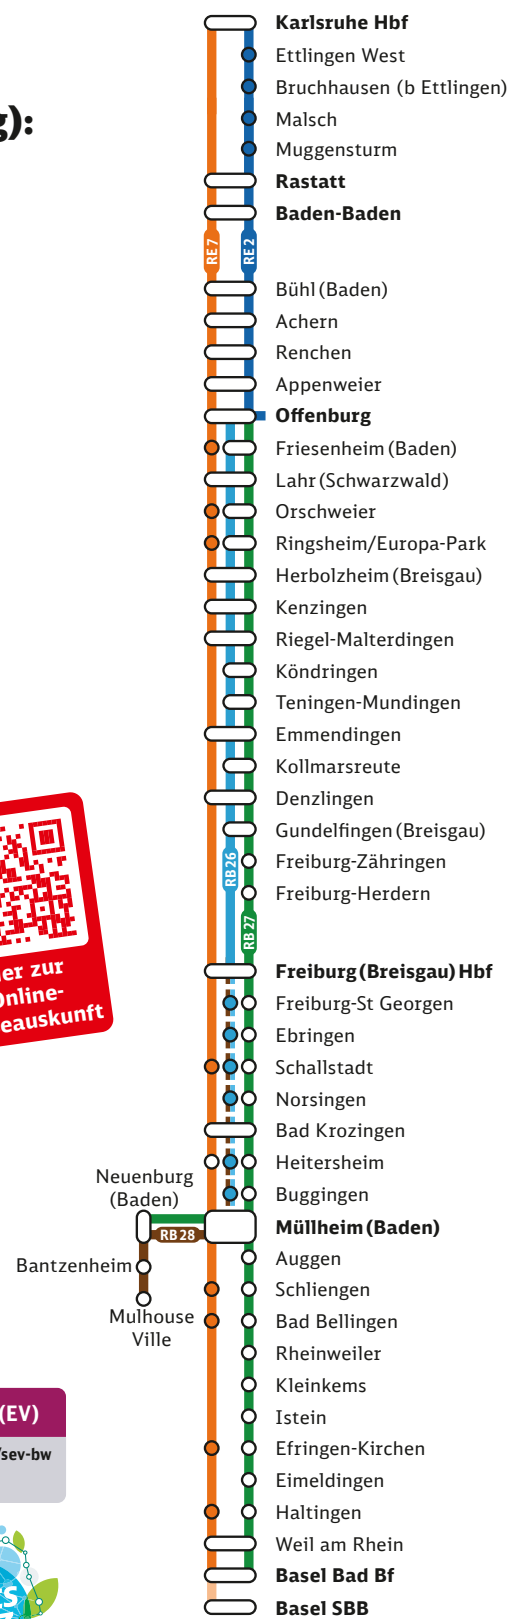 Karlsruhe Hbf
Ettlingen West
Bruchhausen (b Ettlingen)
g):
Malsch
Muggensturm
Rastatt
Baden-Baden
RE 7
RE 2
Bühl (Baden)
Achern
Renchen
Appenweier
Offenburg
Friesenheim (Baden)
Lahr (Schwarzwald)
Orschweier
Ringsheim/Europa-Park
Herbolzheim (Breisgau)
Kenzingen
Riegel-Malterdingen
Köndringen
Teningen-Mundingen
Emmendingen
Kollmarsreute
Denzlingen
Gundelfingen (Breisgau)
Freiburg-Zähringen
RB 26
Freiburg-Herdern
RB 27
Freiburg (Breisgau) Hbf
er zur
nline-
eauskunft
Freiburg-St Georgen
Ebringen
Schallstadt
Norsingen
Bad Krozingen
Heitersheim
Buggingen
Neuenburg
(Baden)
Müllheim (Baden)
RB 28
Auggen
Bantzenheim
Schliengen
Mulhouse
Ville
Bad Bellingen
Rheinweiler
Kleinkems
Istein
(EV)
Efringen-Kirchen
/sev-bw
Eimeldingen
Haltingen
Weil am Rhein
Basel Bad Bf
Basel SBB